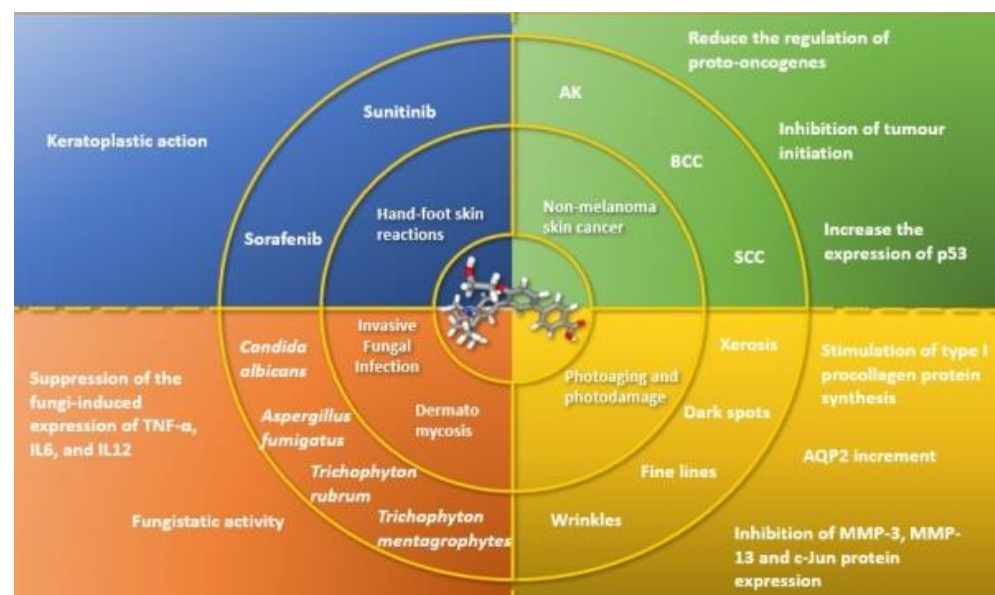 Keratoplastic action
Sunitinib
Sorafenib
Hand-foot skin
reactions
Reduce the regulation of
proto-oncogenes
AK
Inhibition of tumour
initiation
BCC
Non-melanoma
skin cancer
Increase the
expression of p53
SCC
Suppression of the
fungi-induced
expression of TNF-α,
IL6, and IL12
Fungistatic activity
Candida
albicans
Aspergillus
fumigatus
Trichophyton
rubrum
Trichophyton
mentagrophytes
Invasive
Fungal
Infection
Dermato
mycosis
Photoaging and
photodamage
Xerosis
Dark spots
Fine lines
Wrinkles
Stimulation of type I
procollagen protein
synthesis
AQP2 increment
Inhibition of MMP-3, MMP-
13 and c-Jun protein
expression